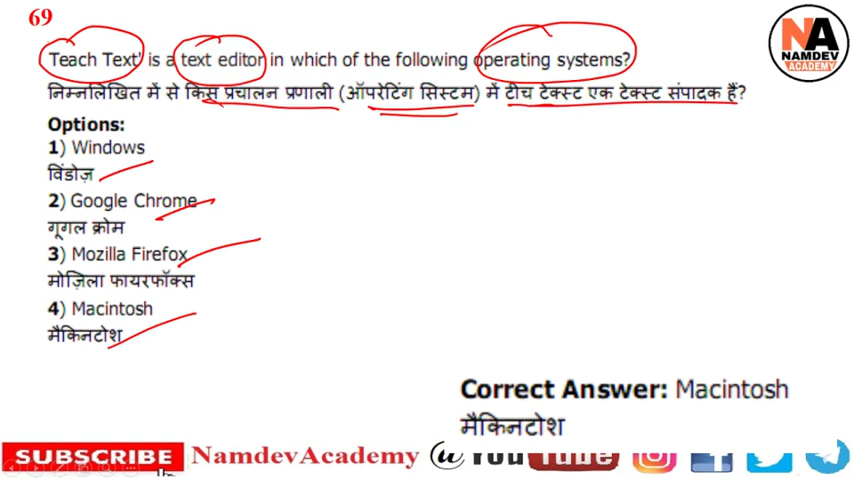 69
NA
NAMDEV
ACADEMY
Teach Text' is a text editor in which of the following operating systems?
निम्नलिखित में से किस प्रचालन प्रणाली (ऑपरेटिंग सिस्टम) में टीच टेक्स्ट एक टेक्स्ट संपादक हैं?
Options:
1) Windows
विंडोज़
2) Google Chrome
गूगल क्रोम
3) Mozilla Firefox
मोज़िला फायरफॉक्स
4) Macintosh
मैकिनटोश
Correct Answer: Macintosh
मैकिनटोश
SUBSCRIBE NamdevAcademy YouTube